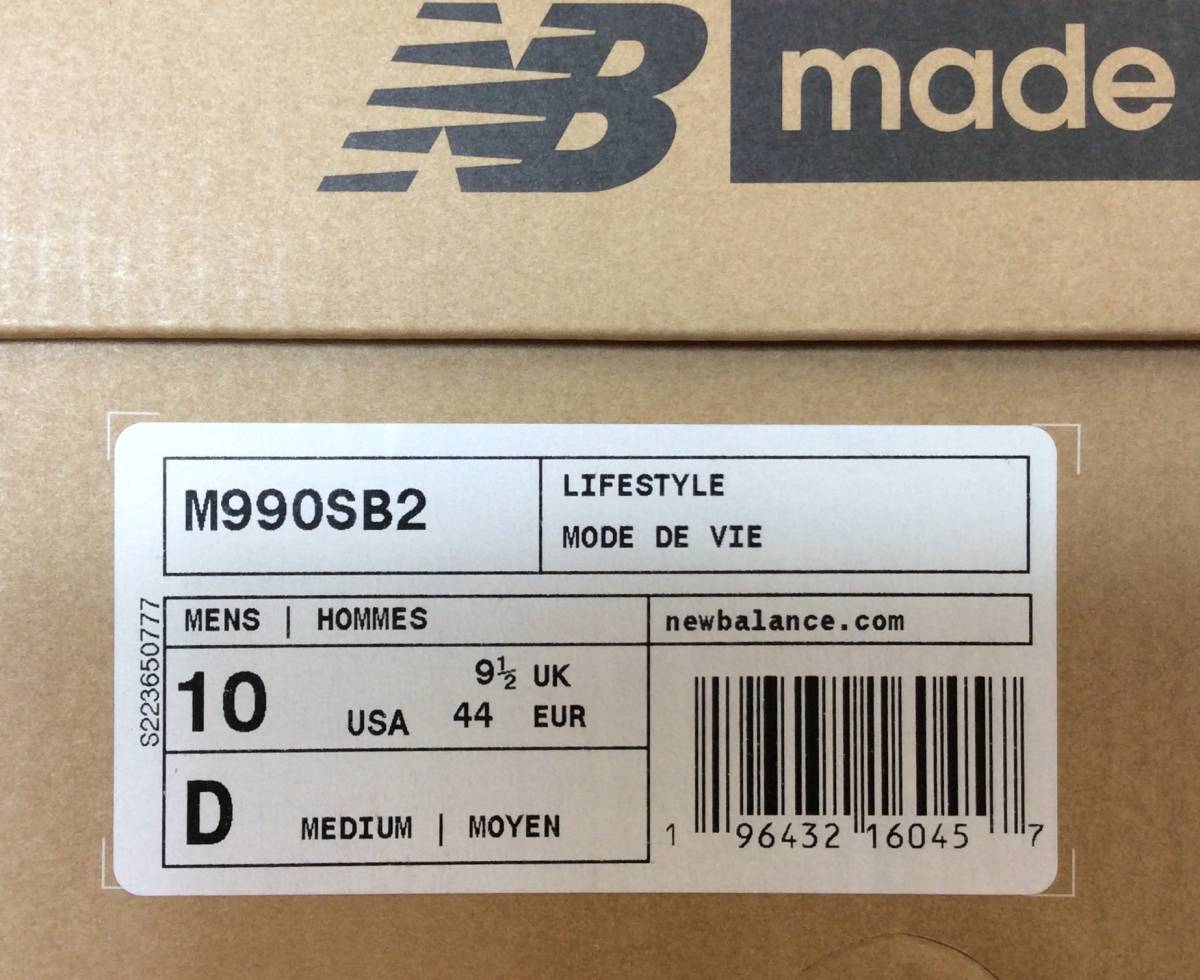 NB made
M990SB2
LIFESTYLE
MODE DE VIE
S223650777
MENS | HOMMES
newbalance.com
10 USA 9½ UK
44 EUR
D MEDIUM | MOYEN
1 96432 16045 7